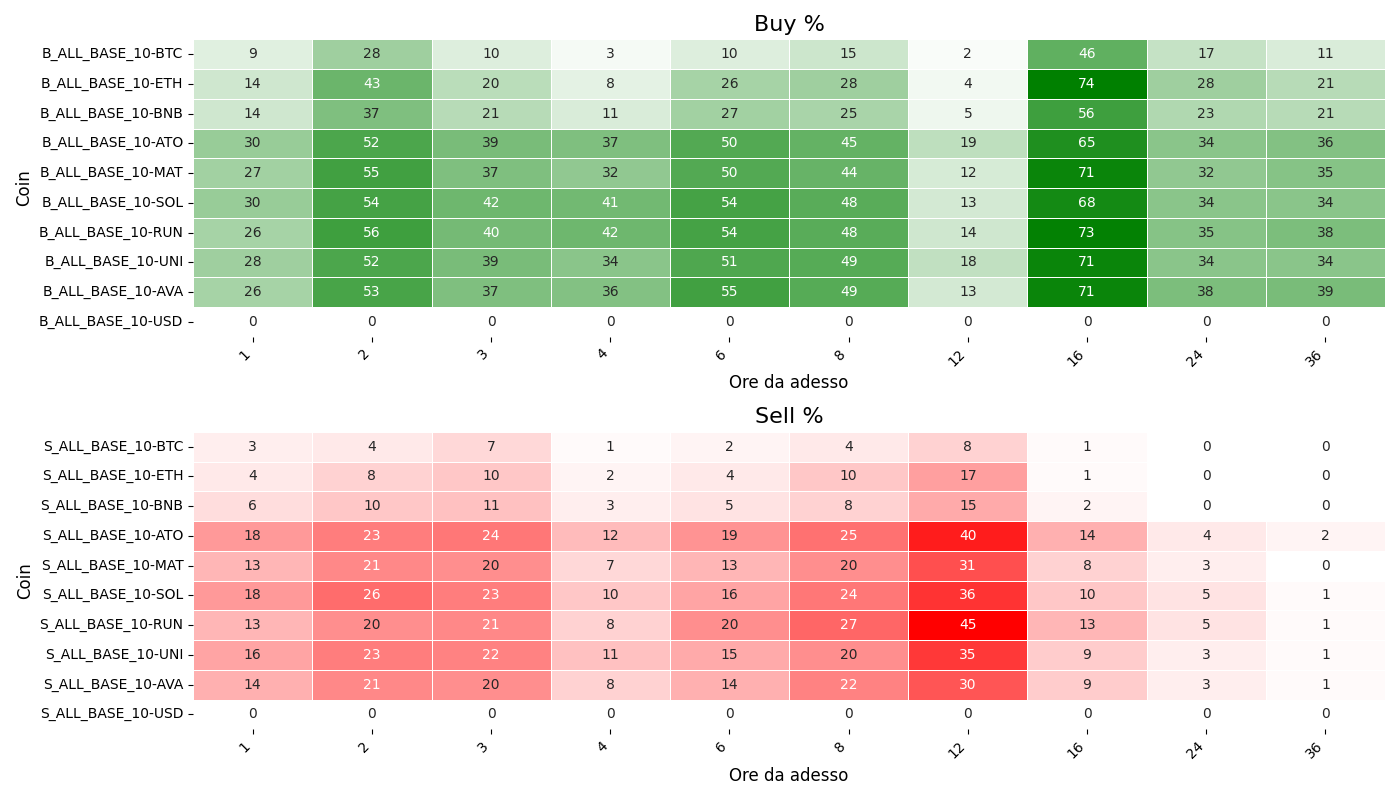 Buy %
Coin
B_ALL_BASE_10-BTC 9 28 10 3 10 15 2 46 17 11
B_ALL_BASE_10-ETH 14 43 20 8 26 28 4 74 28 21
B_ALL_BASE_10-BNB 14 37 21 11 27 25 5 56 23 21
B_ALL_BASE_10-ATO 30 52 39 37 50 45 19 65 34 36
B_ALL_BASE_10-MAT 27 55 37 32 50 44 12 71 32 35
B_ALL_BASE_10-SOL 30 54 42 41 54 48 13 68 34 34
B_ALL_BASE_10-RUN 26 56 40 42 54 48 14 73 35 38
B_ALL_BASE_10-UNI 28 52 39 34 51 49 18 71 34 34
B_ALL_BASE_10-AVA 26 53 37 36 55 49 13 71 38 39
B_ALL_BASE_10-USD 0 0 0 0 0 0 0 0 0 0
1 2 3 4 6 8 12 16 24 36
Ore da adesso
Sell %
Coin
S_ALL_BASE_10-BTC 3 4 7 1 2 4 8 1 0 0
S_ALL_BASE_10-ETH 4 8 10 2 4 10 17 1 0 0
S_ALL_BASE_10-BNB 6 10 11 3 5 8 15 2 0 0
S_ALL_BASE_10-ATO 18 23 24 12 19 25 40 14 4 2
S_ALL_BASE_10-MAT 13 21 20 7 13 20 31 8 3 0
S_ALL_BASE_10-SOL 18 26 23 10 16 24 36 10 5 1
S_ALL_BASE_10-RUN 13 20 21 8 20 27 45 13 5 1
S_ALL_BASE_10-UNI 16 23 22 11 15 20 35 9 3 1
S_ALL_BASE_10-AVA 14 21 20 8 14 22 30 9 3 1
S_ALL_BASE_10-USD 0 0 0 0 0 0 0 0 0 0
1 2 3 4 6 8 12 16 24 36
Ore da adesso